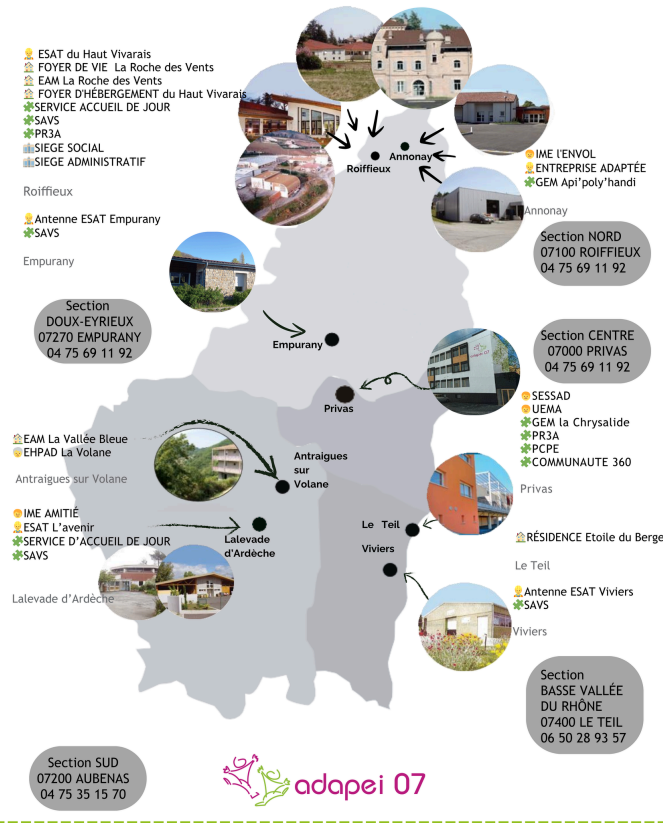 ESAT du Haut Vivarais
FOYER DE VIE La Roche des Vents
EAM La Roche des Vents
FOYER D'HÉBERGEMENT du Haut Vivarais
SERVICE ACCUEIL DE JOUR
SAVS
PR3A
SIEGE SOCIAL
SIEGE ADMINISTRATIF
Roiffieux
Roiffieux
Annonay
IME l'ENVOL
ENTREPRISE ADAPTÉE
GEM Api'poly'handi
Annonay
Antenne ESAT Empurany
SAVS
Empurany
Section NORD
07100 ROIFFIEUX
04 75 69 11 92
Section
DOUX-EYRIEUX
07270 EMPURANY
04 75 69 11 92
Empurany
Section CENTRE
07000 PRIVAS
04 75 69 11 92
Privas
SESSAD
UEMA
GEM la Chrysalide
PR3A
PCPE
COMMUNAUTE 360
Privas
EAM La Vallée Bleue
EHPAD La Volane
Antraigues sur Volane
Antraigues
sur
Volane
IME AMITIÉ
ESAT L'avenir
SERVICE D'ACCUEIL DE JOUR
SAVS
Lalevade d'Ardèche
Lalevade
d'Ardèche
Le Teil
Viviers
RÉSIDENCE Etoile du Berge
Le Teil
Antenne ESAT Viviers
SAVS
Viviers
Section
BASSE VALLÉE
DU RHÔNE
07400 LE TEIL
06 50 28 93 57
Section SUD
07200 AUBENAS
04 75 35 15 70
adapei 07